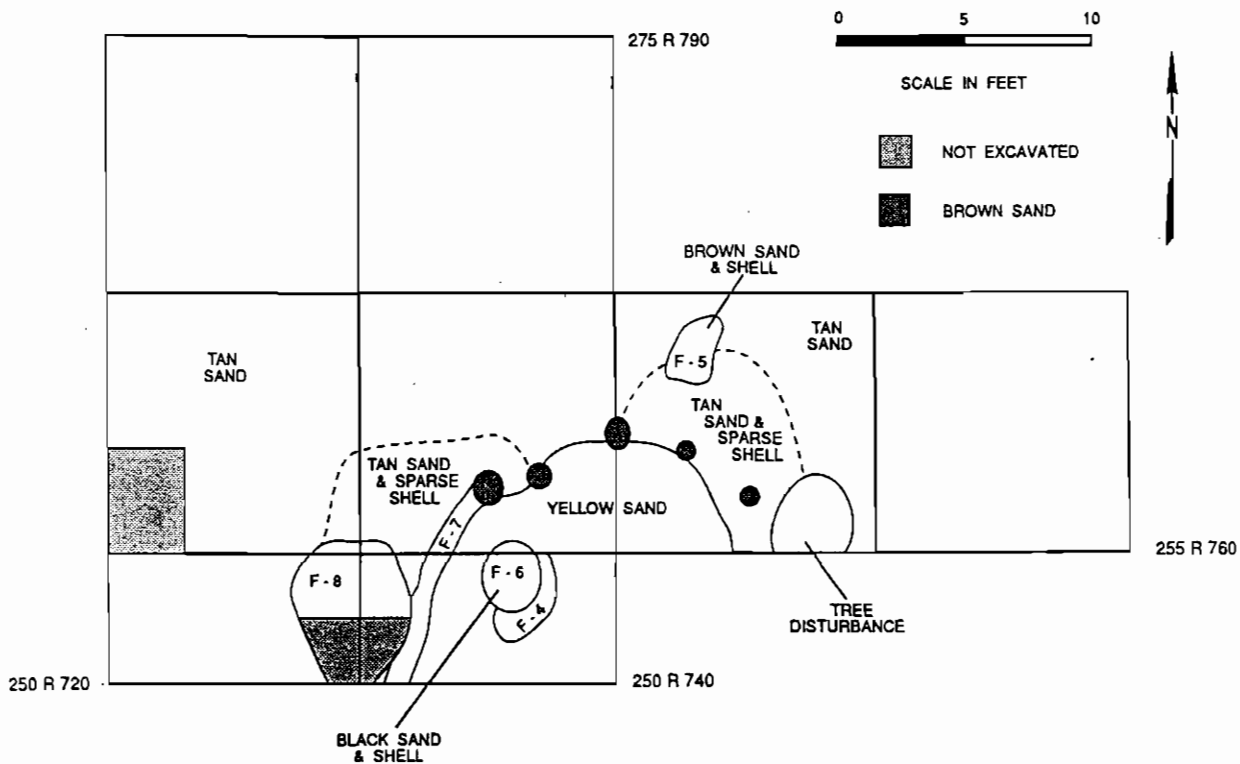 0 5 10
275 R 790
SCALE IN FEET
N
NOT EXCAVATED
BROWN SAND
BROWN SAND
& SHELL
TAN
SAND
TAN
SAND
F - 5
TAN
SAND &
SPARSE
SHELL
TAN SAND
& SPARSE
SHELL
YELLOW SAND
F - 7
255 R 760
F - 8
F - 6
F - 4
TREE
DISTURBANCE
250 R 720
250 R 740
BLACK SAND
& SHELL